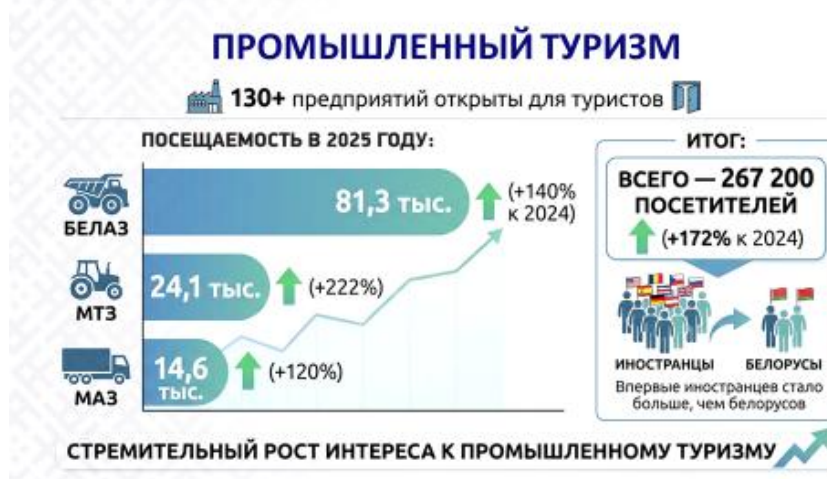 ПРОМЫШЛЕННЫЙ ТУРИЗМ
130+ предприятий открыты для туристов
ПОСЕЩАЕМОСТЬ В 2025 ГОДУ:
БЕЛАЗ
81,3 тыс.
(+140%
к 2024)
МТЗ
24,1 тыс.
(+222%)
МАЗ
14,6
тыс.
(+120%)
ИТОГ:
ВСЕГО — 267 200
ПОСЕТИТЕЛЕЙ
(+172% к 2024)
ИНОСТРАНЦЫ
БЕЛОРУСЫ
Впервые иностранцев стало
больше, чем белорусов
СТРЕМИТЕЛЬНЫЙ РОСТ ИНТЕРЕСА К ПРОМЫШЛЕННОМУ ТУРИЗМУ